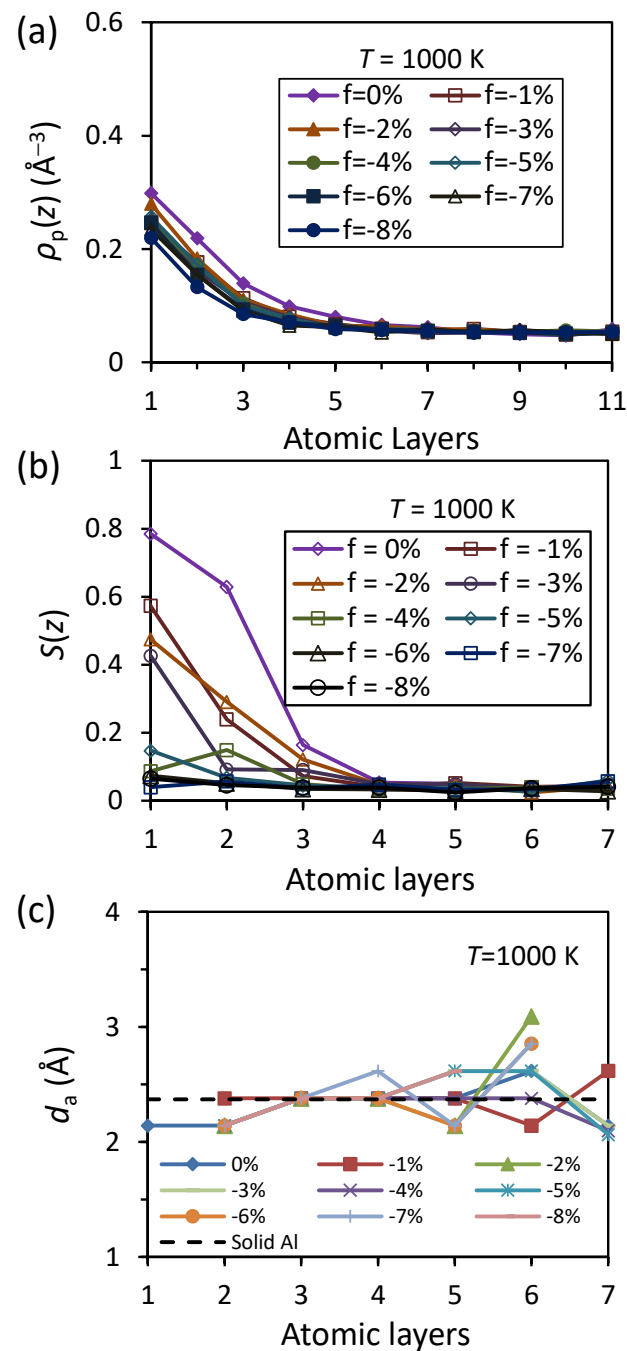 (a)
0.6
0.4
0.2
0
ρp(z) (Å⁻³)
T = 1000 K
f=0% f=-1%
f=-2% f=-3%
f=-4% f=-5%
f=-6% f=-7%
f=-8%
1 3 5 7 9 11
Atomic Layers
(b)
1
0.8
0.6
0.4
0.2
0
S(z)
T = 1000 K
f = 0% f = -1%
f = -2% f = -3%
f = -4% f = -5%
f = -6% f = -7%
f = -8%
1 2 3 4 5 6 7
Atomic layers
(c)
4
3
2
1
da (Å)
T=1000 K
0% -1% -2%
-3% -4% -5%
-6% -7% -8%
Solid Al
1 2 3 4 5 6 7
Atomic layers